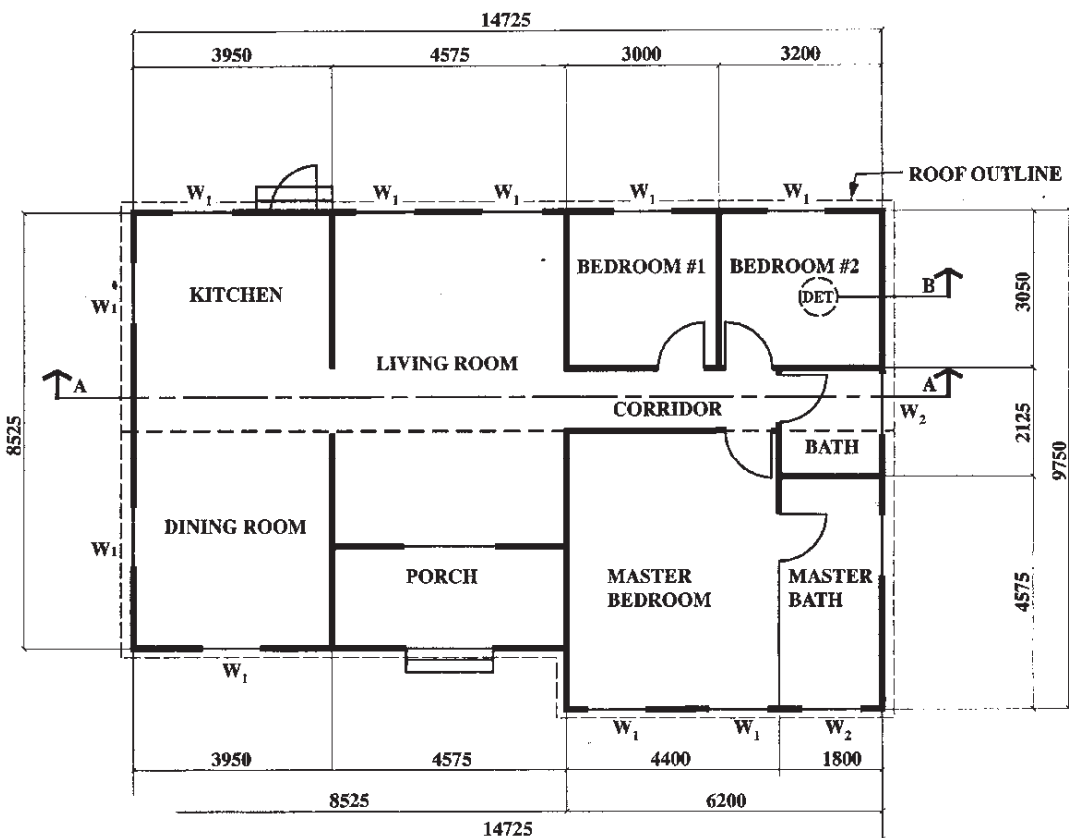 14725
3950 4575 3000 3200
W1 W1 W1 W1 W1
ROOF OUTLINE
KITCHEN
BEDROOM #1
BEDROOM #2
DET
B
W1
3050
LIVING ROOM
A
A
CORRIDOR
W2
BATH
2125
8525
9750
DINING ROOM
W1
PORCH
MASTER
BEDROOM
MASTER
BATH
4575
W1
W1 W1 W2
3950 4575 4400 1800
8525 6200
14725